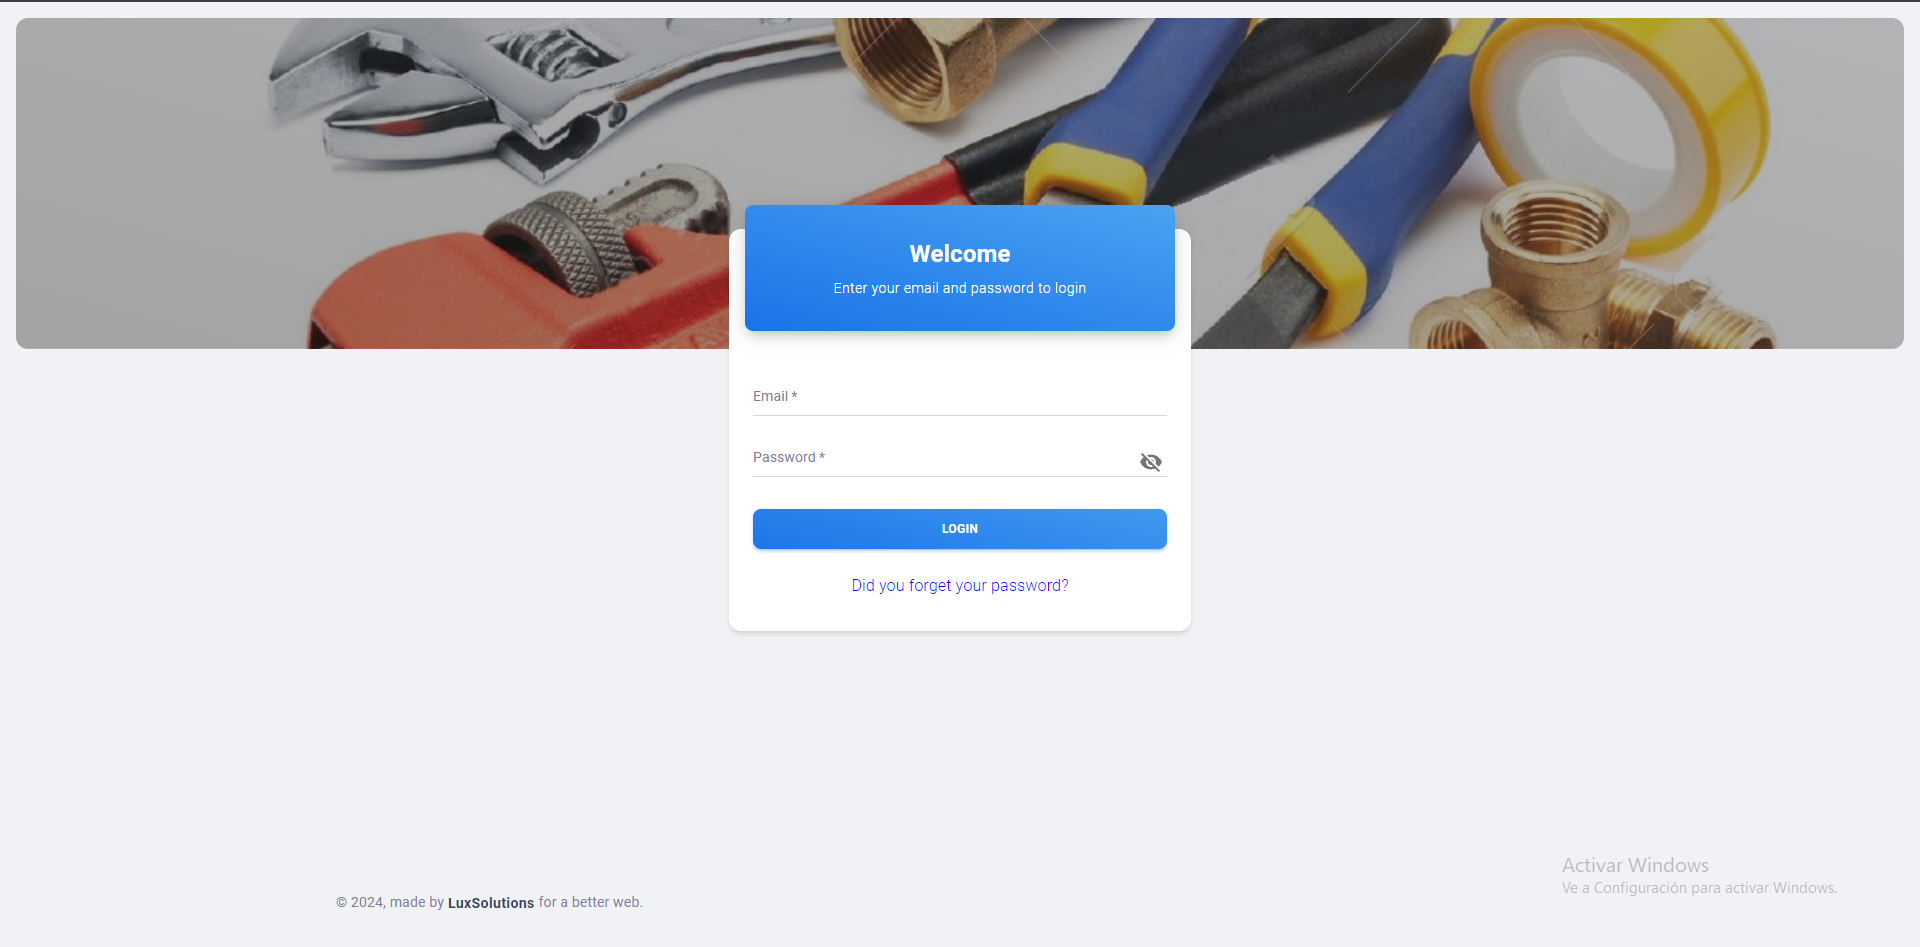 Welcome
Enter your email and password to login
Email *
Password *
LOGIN
Did you forget your password?
Activar Windows
Ve a Configuración para activar Windows.
© 2024, made by LuxSolutions for a better web.